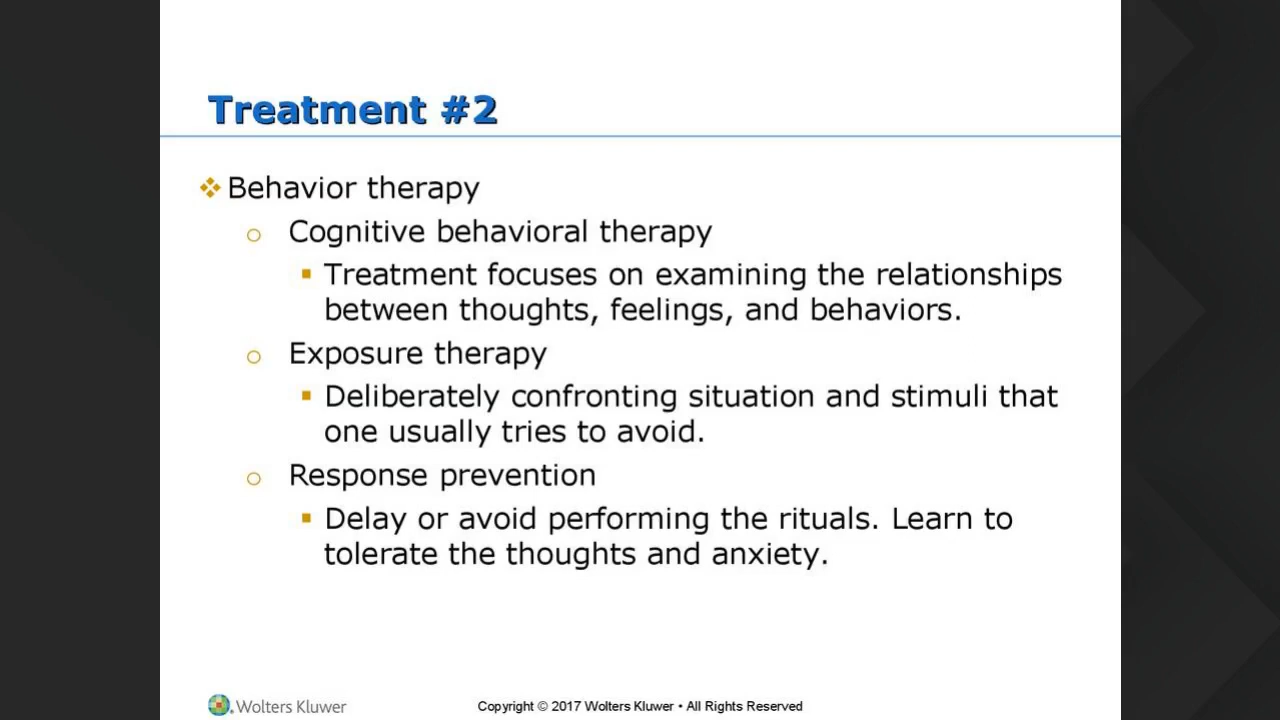 Treatment #2
Behavior therapy
Cognitive behavioral therapy
Treatment focuses on examining the relationships
between thoughts, feelings, and behaviors.
Exposure therapy
Deliberately confronting situation and stimuli that
one usually tries to avoid.
Response prevention
Delay or avoid performing the rituals. Learn to
tolerate the thoughts and anxiety.
Wolters Kluwer
Copyright © 2017 Wolters Kluwer • All Rights Reserved